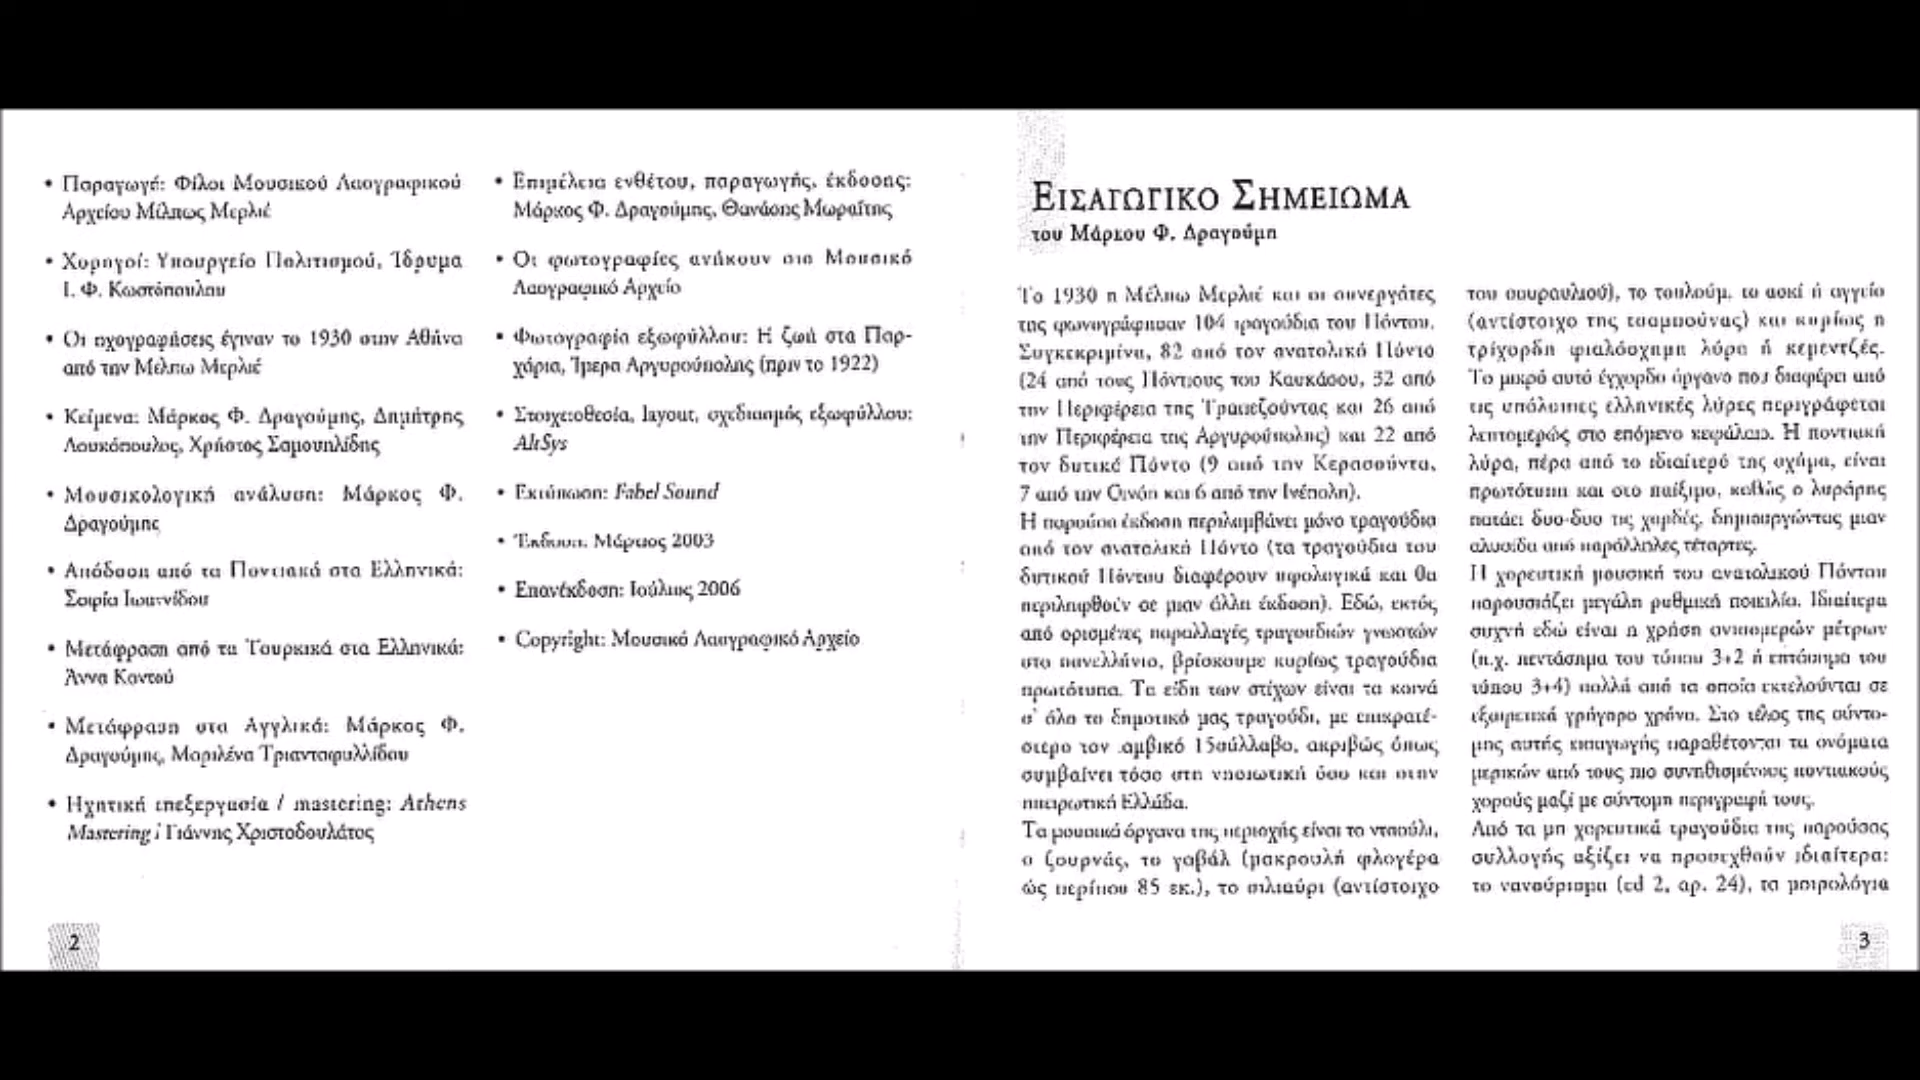 • Παραγωγή: Φίλοι Μουσικού Λαογραφικού
Αρχείου Μέλπως Μερλιέ
• Χορηγοί: Υπουργείο Πολιτισμού, Ίδρυμα
Ι. Φ. Κωστόπουλου
• Οι ηχογραφήσεις έγιναν το 1930 στην Αθήνα
από την Μέλπω Μερλιέ
• Κείμενα: Μάρκος Φ. Δραγούμης, Δημήτρης
Λουκόπουλος, Χρήστος Σαμουηλίδης
• Μουσικολογική ανάλυση: Μάρκος Φ.
Δραγούμης
• Απόδοση από τα Ποντιακά στα Ελληνικά:
Σοφία Ιωαννίδου
• Μετάφραση από τα Τουρκικά στα Ελληνικά:
Άννα Κοντού
• Μετάφραση στα Αγγλικά: Μάρκος Φ.
Δραγούμης, Μαριλένα Τριανταφυλλίδου
• Ηχητική επεξεργασία / mastering: Athens
Mastering / Γιάννης Χριστοδουλάτος
2
• Επιμέλεια ενθέτου, παραγωγής, έκδοσης:
Μάρκος Φ. Δραγούμης, Θανάσης Μωραΐτης
• Οι φωτογραφίες ανήκουν στο Μουσικό
Λαογραφικό Αρχείο
• Φωτογραφία εξωφύλλου: Η ζωή στα Παρ-
χάρια, Ίμερα Αργυρούπολης (πριν το 1922)
• Στοιχειοθεσία, layout, σχεδιασμός εξωφύλλου:
AltSys
• Εκτύπωση: Fabel Sound
• Έκδοση: Μάρτιος 2003
• Επανέκδοση: Ιούλιος 2006
• Copyright: Μουσικό Λαογραφικό Αρχείο
ΕΙΣΑΓΩΓΙΚΟ ΣΗΜΕΙΩΜΑ
του Μάρκου Φ. Δραγούμη
Το 1930 η Μέλπω Μερλιέ και οι συνεργάτες
της φωνογράφησαν 104 τραγούδια του Πόντου.
Συγκεκριμένα, 82 από τον ανατολικό Πόντο
(24 από τους Πόντιους του Καυκάσου, 32 από
την Περιφέρεια της Τραπεζούντας και 26 από
την Περιφέρεια της Αργυρούπολης) και 22 από
τον δυτικό Πόντο (9 από την Κερασούντα,
7 από την Οινόη και 6 από την Ινέπολη).
Η παρούσα έκδοση περιλαμβάνει μόνο τραγούδια
από τον ανατολικό Πόντο (τα τραγούδια του
δυτικού Πόντου διαφέρουν υφολογικά και θα
περιληφθούν σε μιαν άλλη έκδοση). Εδώ, εκτός
από ορισμένες παραλλαγές τραγουδιών γνωστών
στο πανελλήνιο, βρίσκουμε κυρίως τραγούδια
πρωτότυπα. Τα είδη των στίχων είναι τα κοινά
σ' όλο το δημοτικό μας τραγούδι, με επικρατέ-
στερο τον ιαμβικό 15σύλλαβο, ακριβώς όπως
συμβαίνει τόσο στη νησιωτική όσο και στην
ηπειρωτική Ελλάδα.
Τα μουσικά όργανα της περιοχής είναι το νταούλι,
ο ζουρνάς, το γαβάλ (μακρουλή φλογέρα
ώς περίπου 85 εκ.), το σιλιαύρι (αντίστοιχο
του σουραυλιού), το τουλούμ, το ασκί ή αγγείο
(αντίστοιχο της τσαμπούνας) και κυρίως η
τρίχορδη φιαλόσχημη λύρα ή κεμεντζές.
Το μικρό αυτό έγχορδο όργανο που διαφέρει από
τις υπόλοιπες ελληνικές λύρες περιγράφεται
λεπτομερώς στο επόμενο κεφάλαιο. Η ποντιακή
λύρα, πέρα από το ιδιαίτερό της σχήμα, είναι
πρωτότυπη και στο παίξιμο, καθώς ο λυράρης
πατάει δυο-δυο τις χορδές, δημιουργώντας μιαν
αλυσίδα από παράλληλες τέταρτες.
Η χορευτική μουσική του ανατολικού Πόντου
παρουσιάζει μεγάλη ρυθμική ποικιλία. Ιδιαίτερα
συχνή εδώ είναι η χρήση ανισομερών μέτρων
(π.χ. πεντάσημα του τύπου 3+2 ή επτάσημα του
τύπου 3+4) πολλά από τα οποία εκτελούνται σε
εξαιρετικά γρήγορο χρόνο. Στο τέλος της σύντο-
μης αυτής εισαγωγής παραθέτονται τα ονόματα
μερικών από τους πιο συνηθισμένους ποντιακούς
χορούς μαζί με σύντομη περιγραφή τους.
Από τα μη χορευτικά τραγούδια της παρούσας
συλλογής αξίζει να προσεχθούν ιδιαίτερα:
το νανούρισμα (cd 2, αρ. 24), τα μοιρολόγια
3